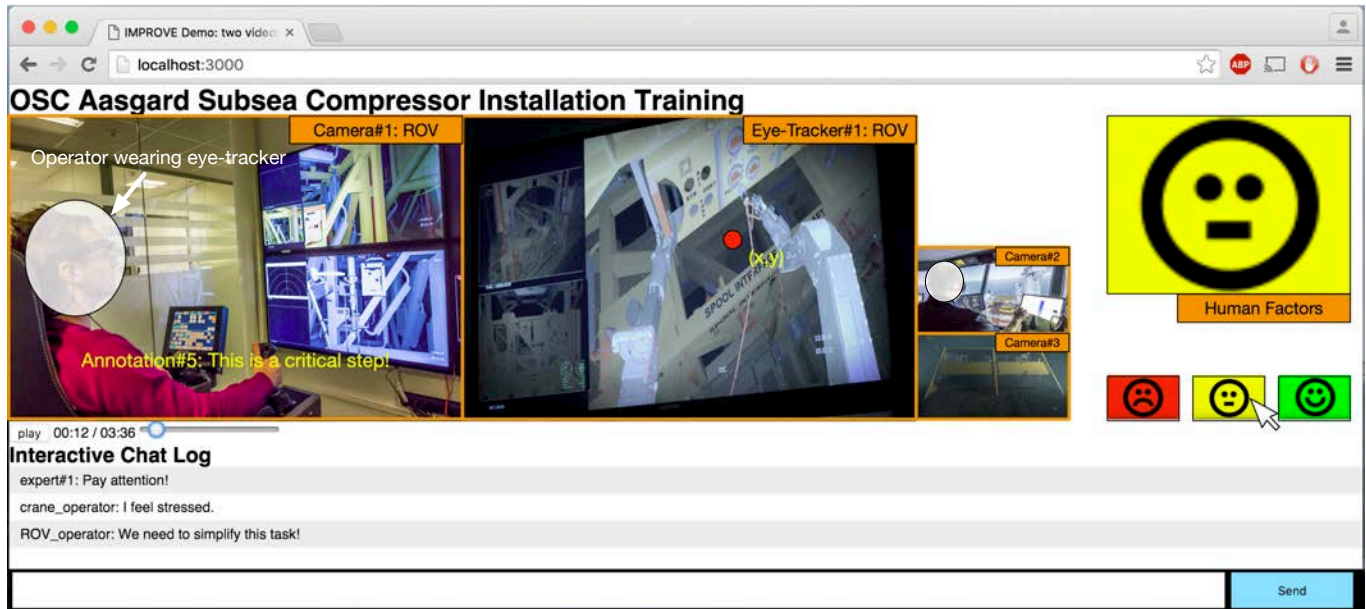 IMPROVE Demo: two video
localhost:3000
ABP
OSC Aasgard Subsea Compressor Installation Training
Camera#1: ROV
Eye-Tracker#1: ROV
Operator wearing eye-tracker
(x,y)
SPOOL
Camera#2
Camera#3
Human Factors
Annotation#5: This is a critical step!
play 00:12 / 03:36
Interactive Chat Log
expert#1: Pay attention!
crane_operator: I feel stressed.
ROV_operator: We need to simplify this task!
Send